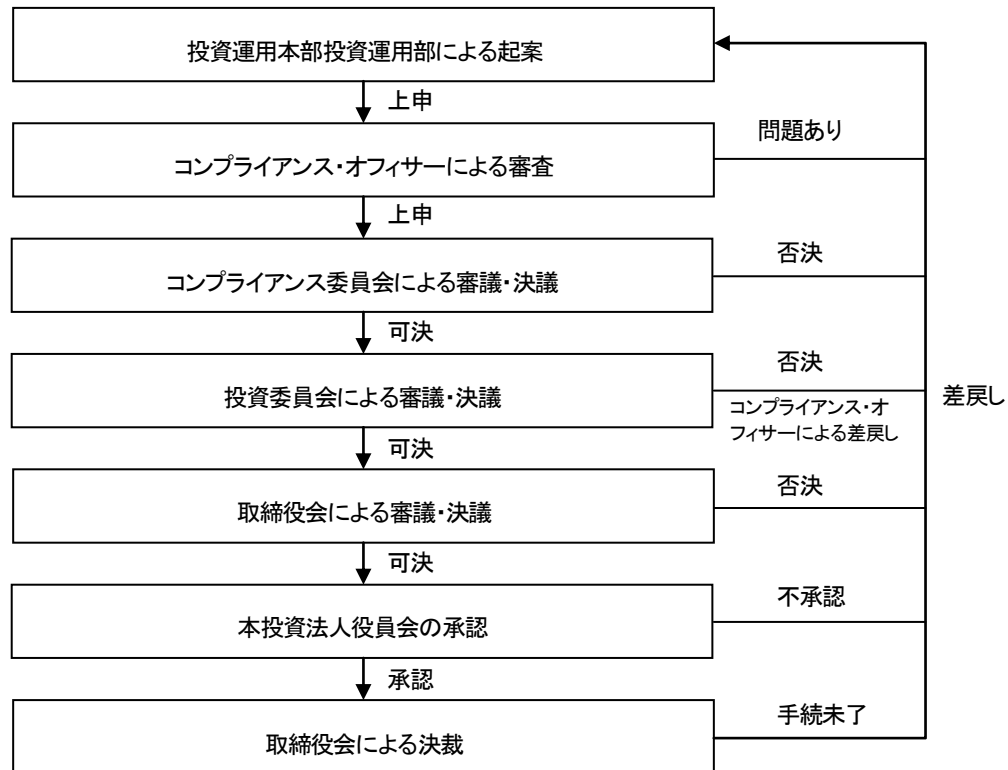 投資運用本部投資運用部による起案
上申
問題あり
コンプライアンス・オフィサーによる審査
上申
否決
コンプライアンス委員会による審議・決議
可決
否決
投資委員会による審議・決議
コンプライアンス・オ
フィサーによる差戻し
差戻し
可決
否決
取締役会による審議・決議
可決
不承認
本投資法人役員会の承認
承認
手続未了
取締役会による決裁